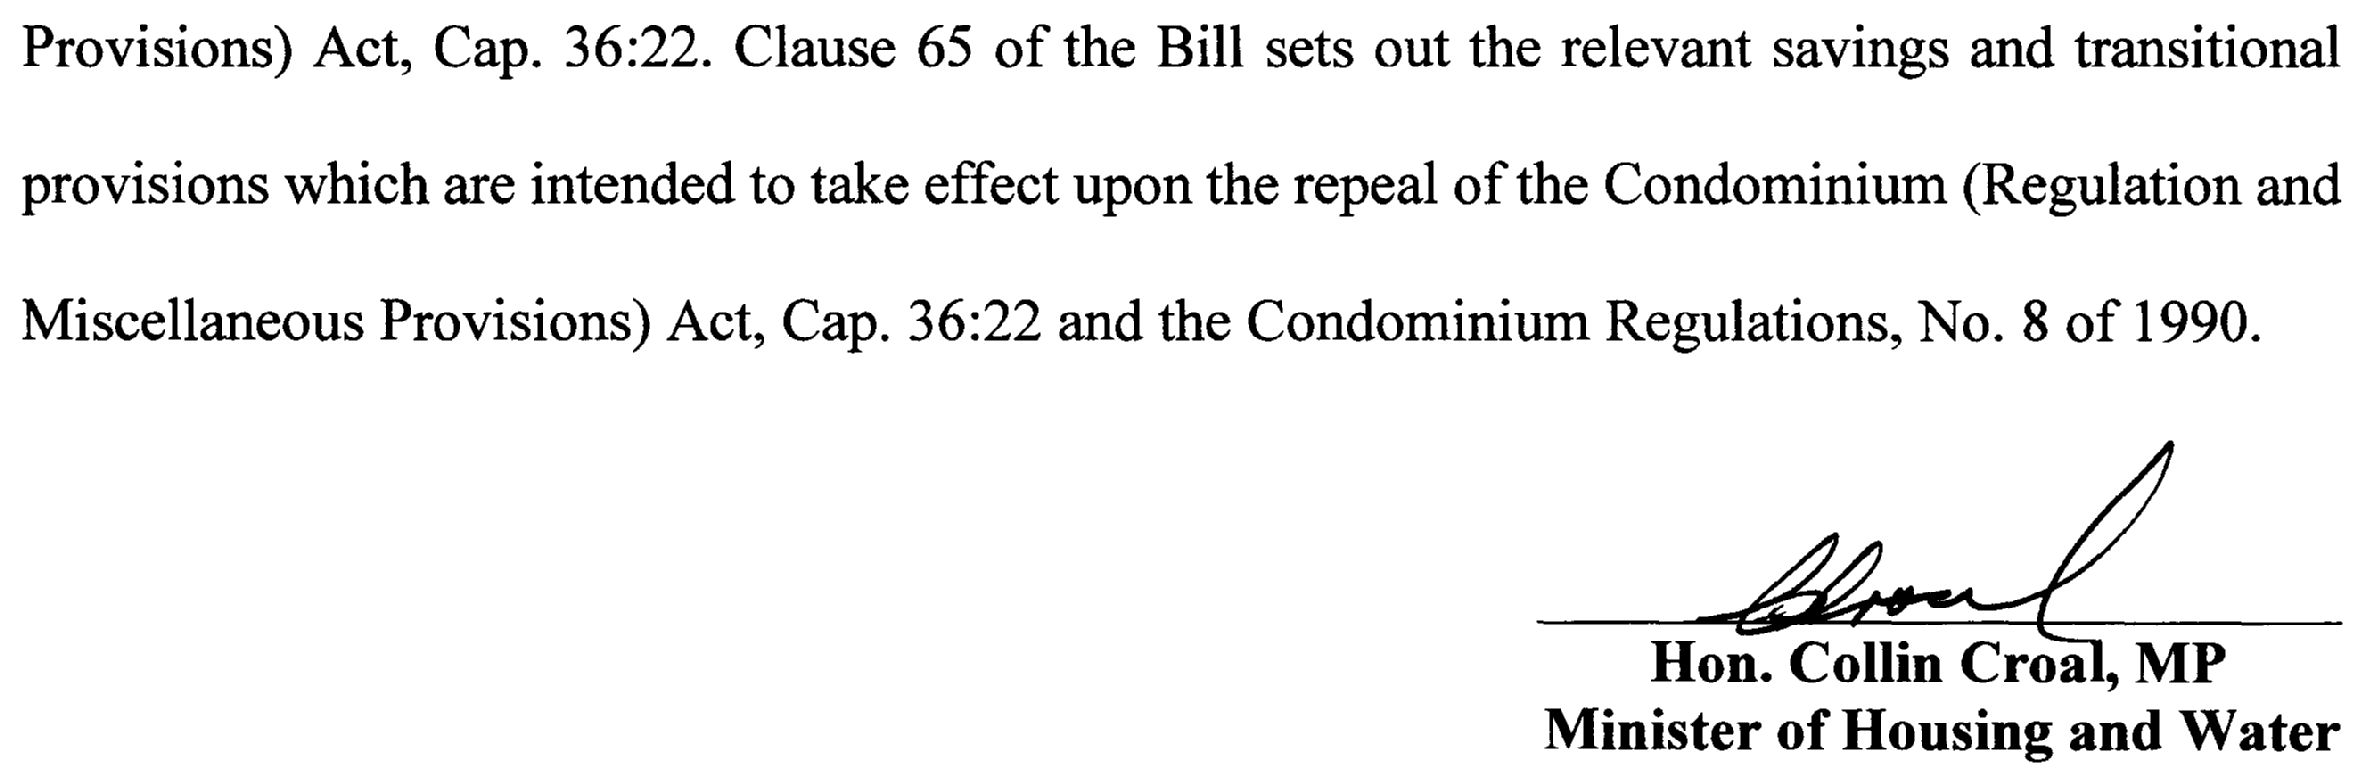 Provisions) Act, Cap. 36:22. Clause 65 of the Bill sets out the relevant savings and transitional
provisions which are intended to take effect upon the repeal of the Condominium (Regulation and
Miscellaneous Provisions) Act, Cap. 36:22 and the Condominium Regulations, No. 8 of 1990.
Hon. Collin Croal, MP
Minister of Housing and Water